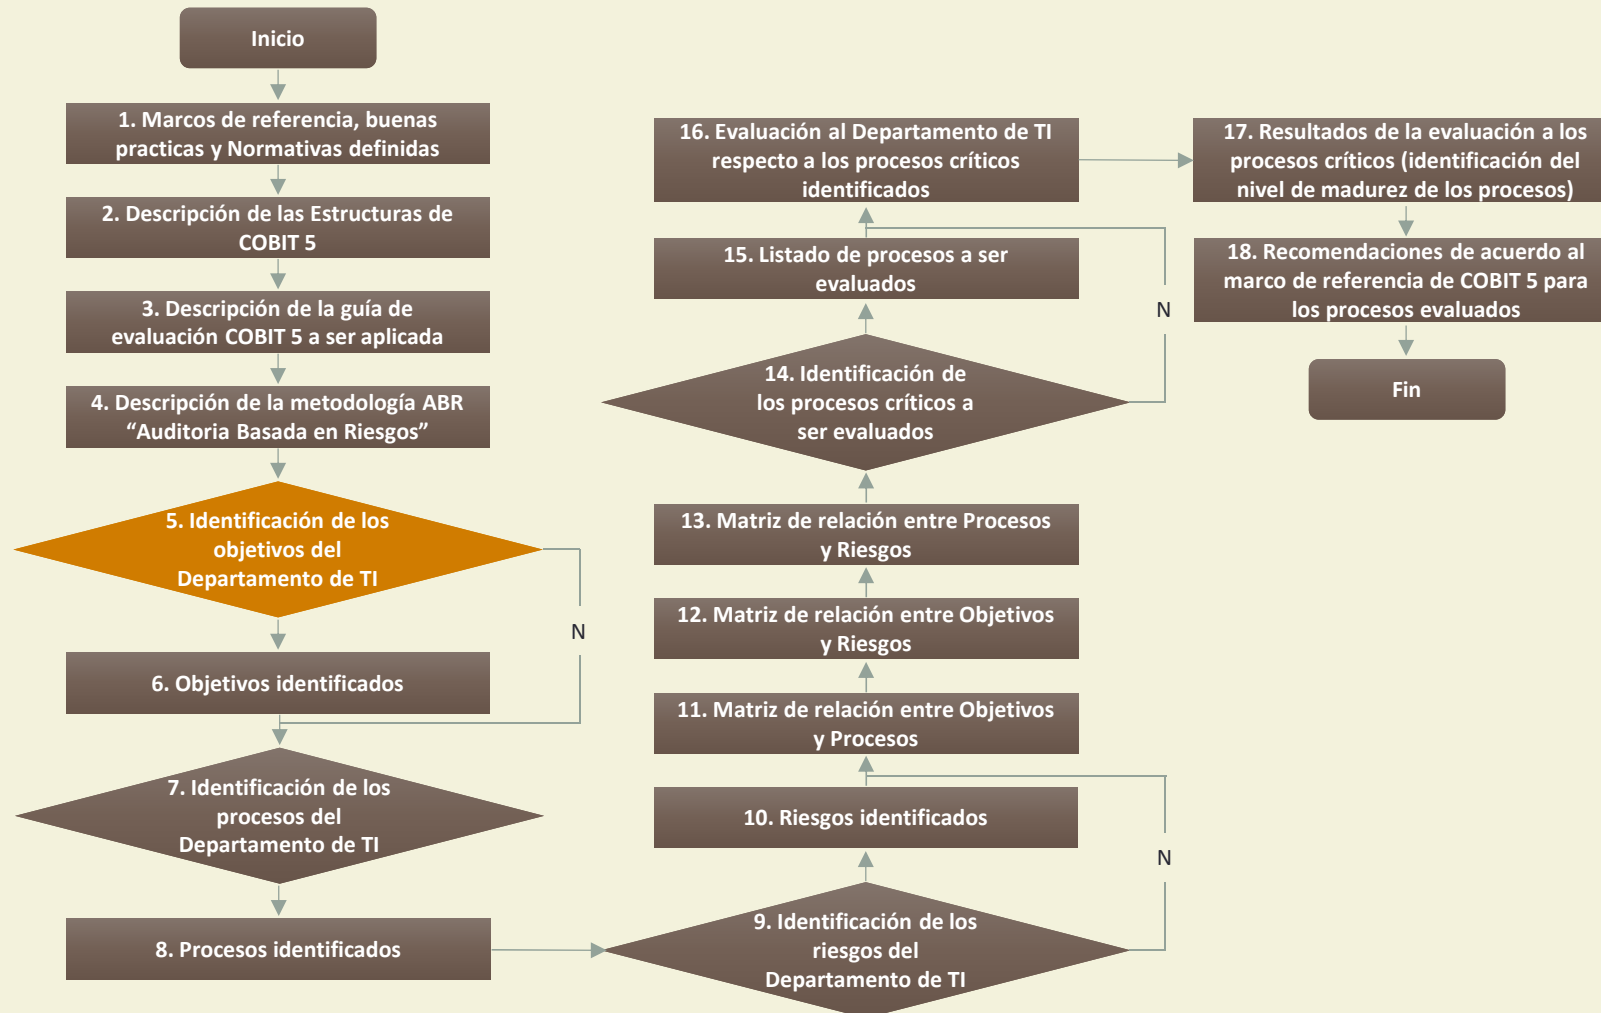 Inicio
1. Marcos de referencia, buenas
practicas y Normativas definidas
2. Descripción de las Estructuras de
COBIT 5
3. Descripción de la guía de
evaluación COBIT 5 a ser aplicada
4. Descripción de la metodología ABR
“Auditoria Basada en Riesgos”
5. Identificación de los
objetivos del
Departamento de TI
N
6. Objetivos identificados
7. Identificación de los
procesos del
Departamento de TI
8. Procesos identificados
9. Identificación de los
riesgos del
Departamento de TI
N
10. Riesgos identificados
11. Matriz de relación entre Objetivos
y Procesos
12. Matriz de relación entre Objetivos
y Riesgos
13. Matriz de relación entre Procesos
y Riesgos
14. Identificación de
los procesos críticos a
ser evaluados
N
15. Listado de procesos a ser
evaluados
16. Evaluación al Departamento de TI
respecto a los procesos críticos
identificados
17. Resultados de la evaluación a los
procesos críticos (identificación del
nivel de madurez de los procesos)
18. Recomendaciones de acuerdo al
marco de referencia de COBIT 5 para
los procesos evaluados
Fin